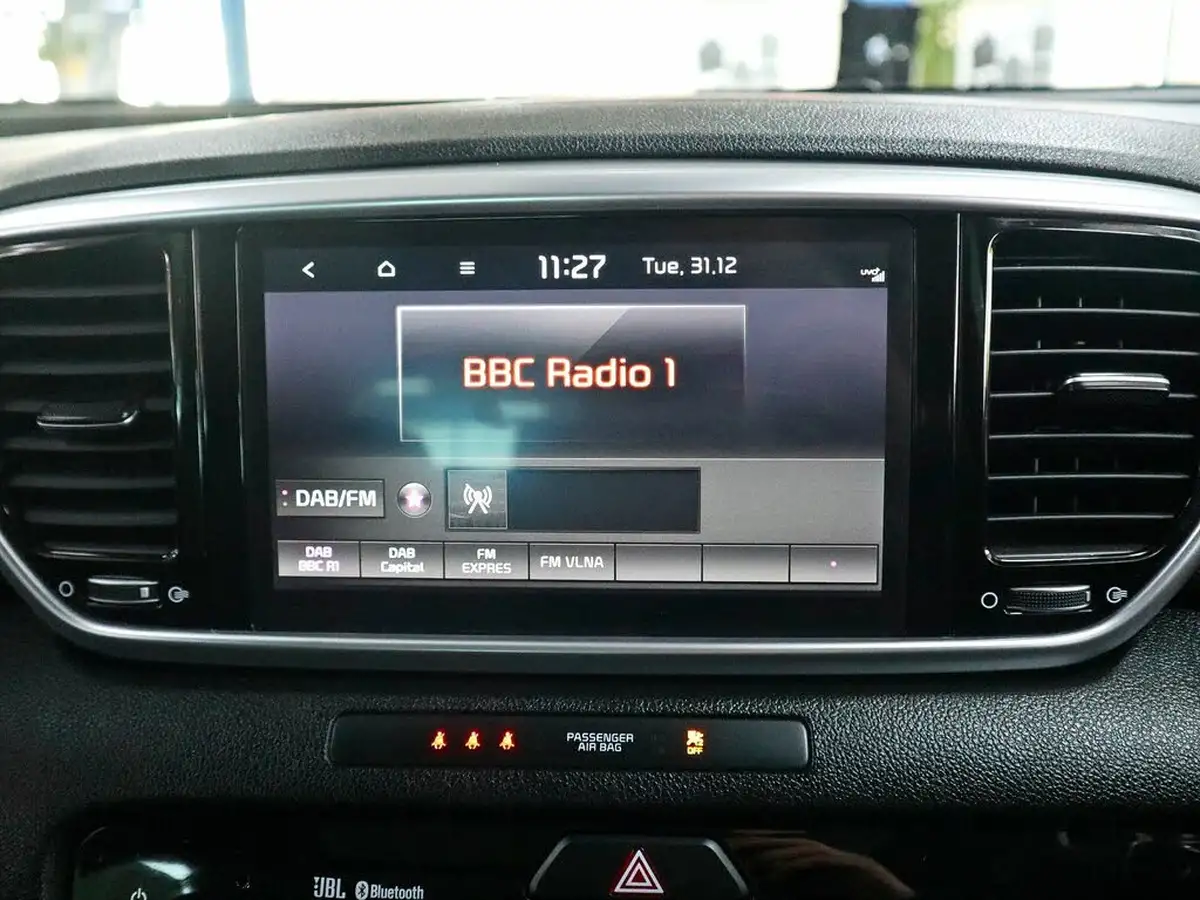 11:27 Tue, 31.12
UVO
BBC Radio 1
DAB/FM
DAB
BBC R1
DAB
Capital
FM
EXPRES
FM VLNA
PASSENGER
AIR BAG
OFF
JBL Bluetooth